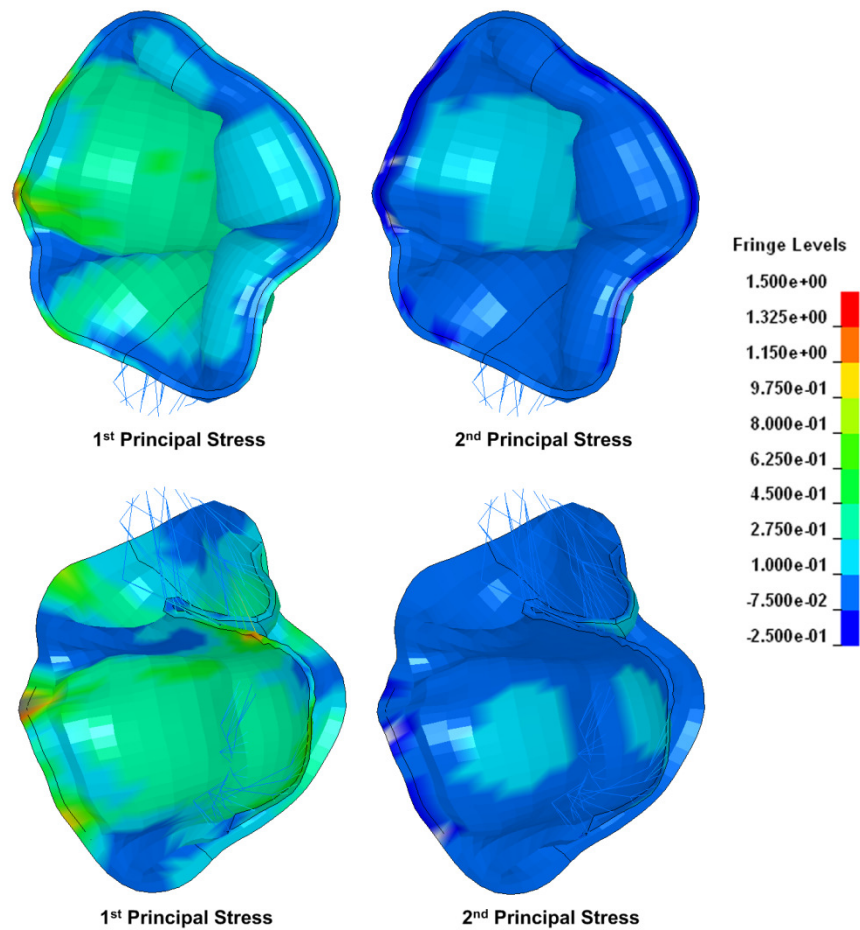 Fringe Levels
1.500e+00
1.325e+00
1.150e+00
9.750e-01
8.000e-01
6.250e-01
4.500e-01
2.750e-01
1.000e-01
-7.500e-02
-2.500e-01
1st Principal Stress
2nd Principal Stress
1st Principal Stress
2nd Principal Stress